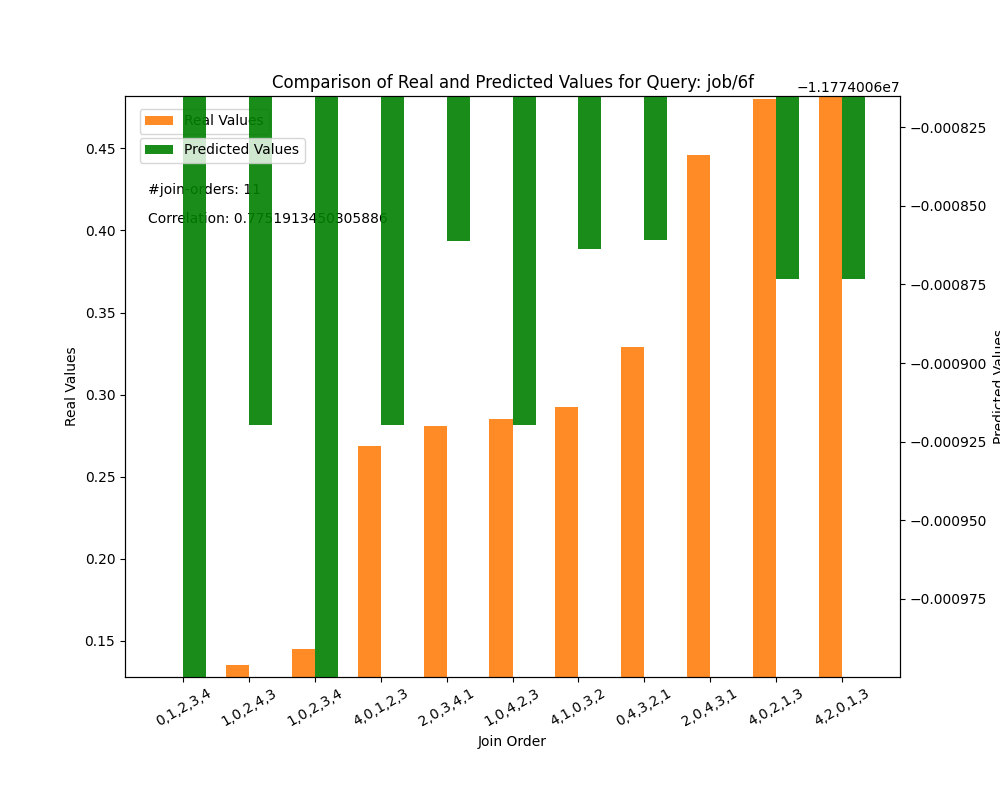 Comparison of Real and Predicted Values for Query: job/6f
−1.1774006e7
Real Values
Predicted Values
#join-orders: 11
Correlation: 0.7751913450305886
0.45
0.40
0.35
0.30
0.25
0.20
0.15
Real Values
−0.000825
−0.000850
−0.000875
−0.000900
−0.000925
−0.000950
−0.000975
Predicted Values
0,1,2,3,4
1,0,2,4,3
1,0,2,3,4
4,0,1,2,3
2,0,3,4,1
1,0,4,2,3
4,1,0,3,2
0,4,3,2,1
2,0,4,3,1
4,0,2,1,3
4,2,0,1,3
Join Order